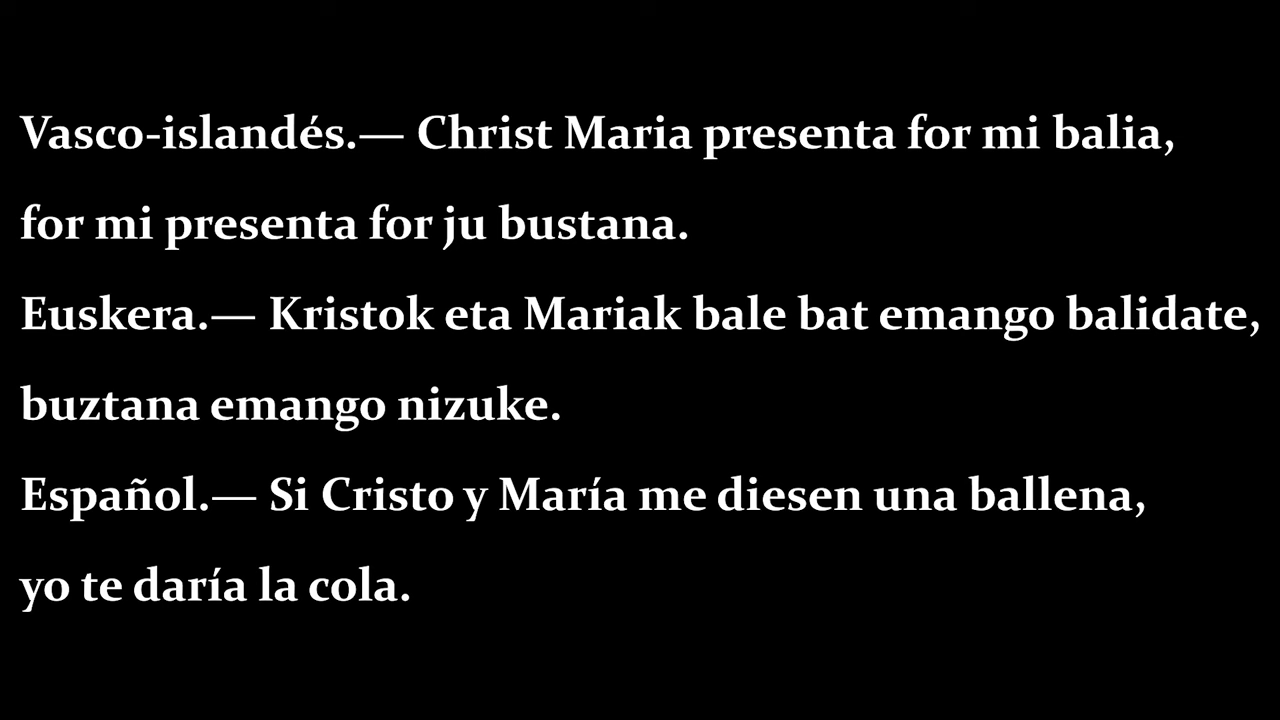 Vasco-islandés.— Christ Maria presenta for mi balia,
for mi presenta for ju bustana.
Euskera.— Kristok eta Mariak bale bat emango balidate,
buztana emango nizuke.
Español.— Si Cristo y María me diesen una ballena,
yo te daría la cola.